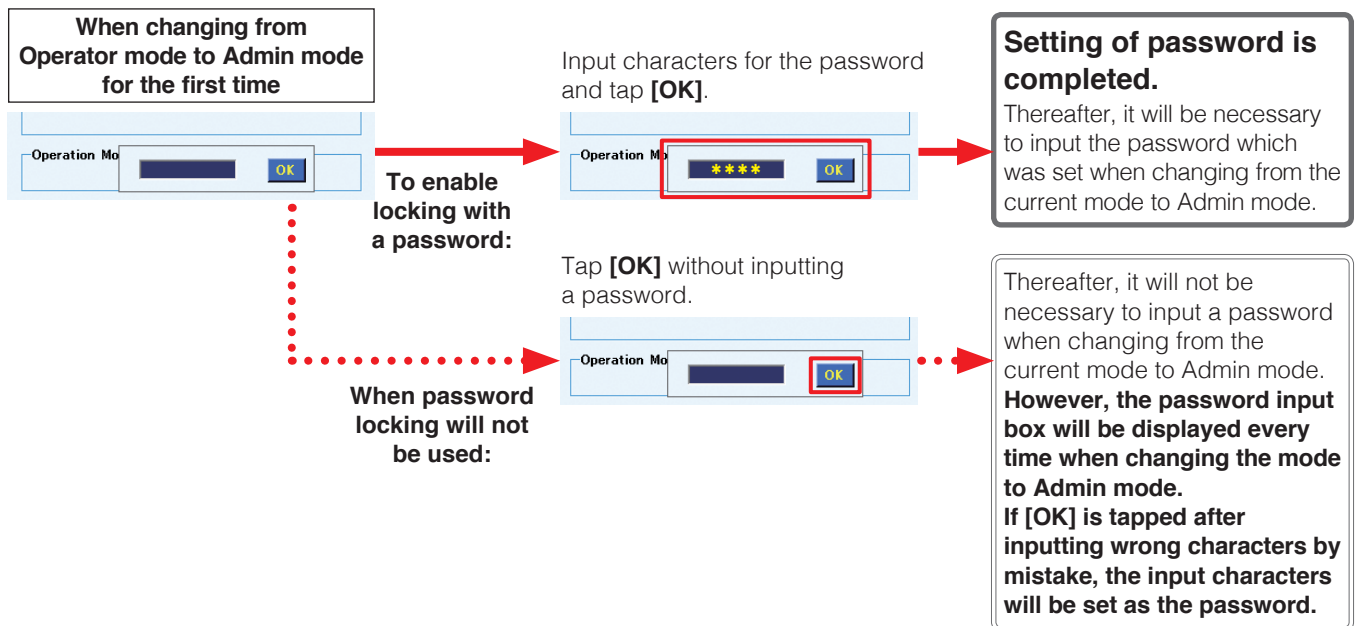 When changing from
Operator mode to Admin mode
for the first time
Operation Mo
OK
To enable
locking with
a password:
Input characters for the password
and tap [OK].
Operation Mo
****
OK
Setting of password is
completed.
Thereafter, it will be necessary
to input the password which
was set when changing from the
current mode to Admin mode.
When password
locking will not
be used:
Tap [OK] without inputting
a password.
Operation Mo
OK
Thereafter, it will not be
necessary to input a password
when changing from the
current mode to Admin mode.
However, the password input
box will be displayed every
time when changing the mode
to Admin mode.
If [OK] is tapped after
inputting wrong characters by
mistake, the input characters
will be set as the password.